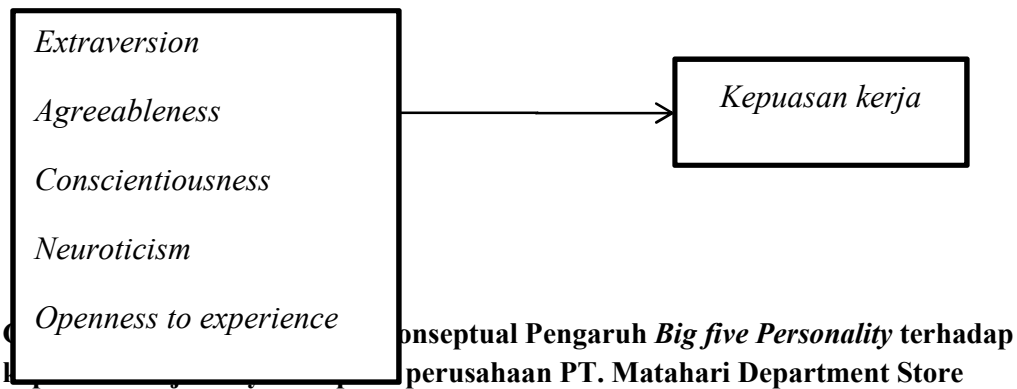 Extraversion
Agreeableness
Conscientiousness
Neuroticism
Openness to experience
Kepuasan kerja
onseptual Pengaruh Big five Personality terhadap
perusahaan PT. Matahari Department Store